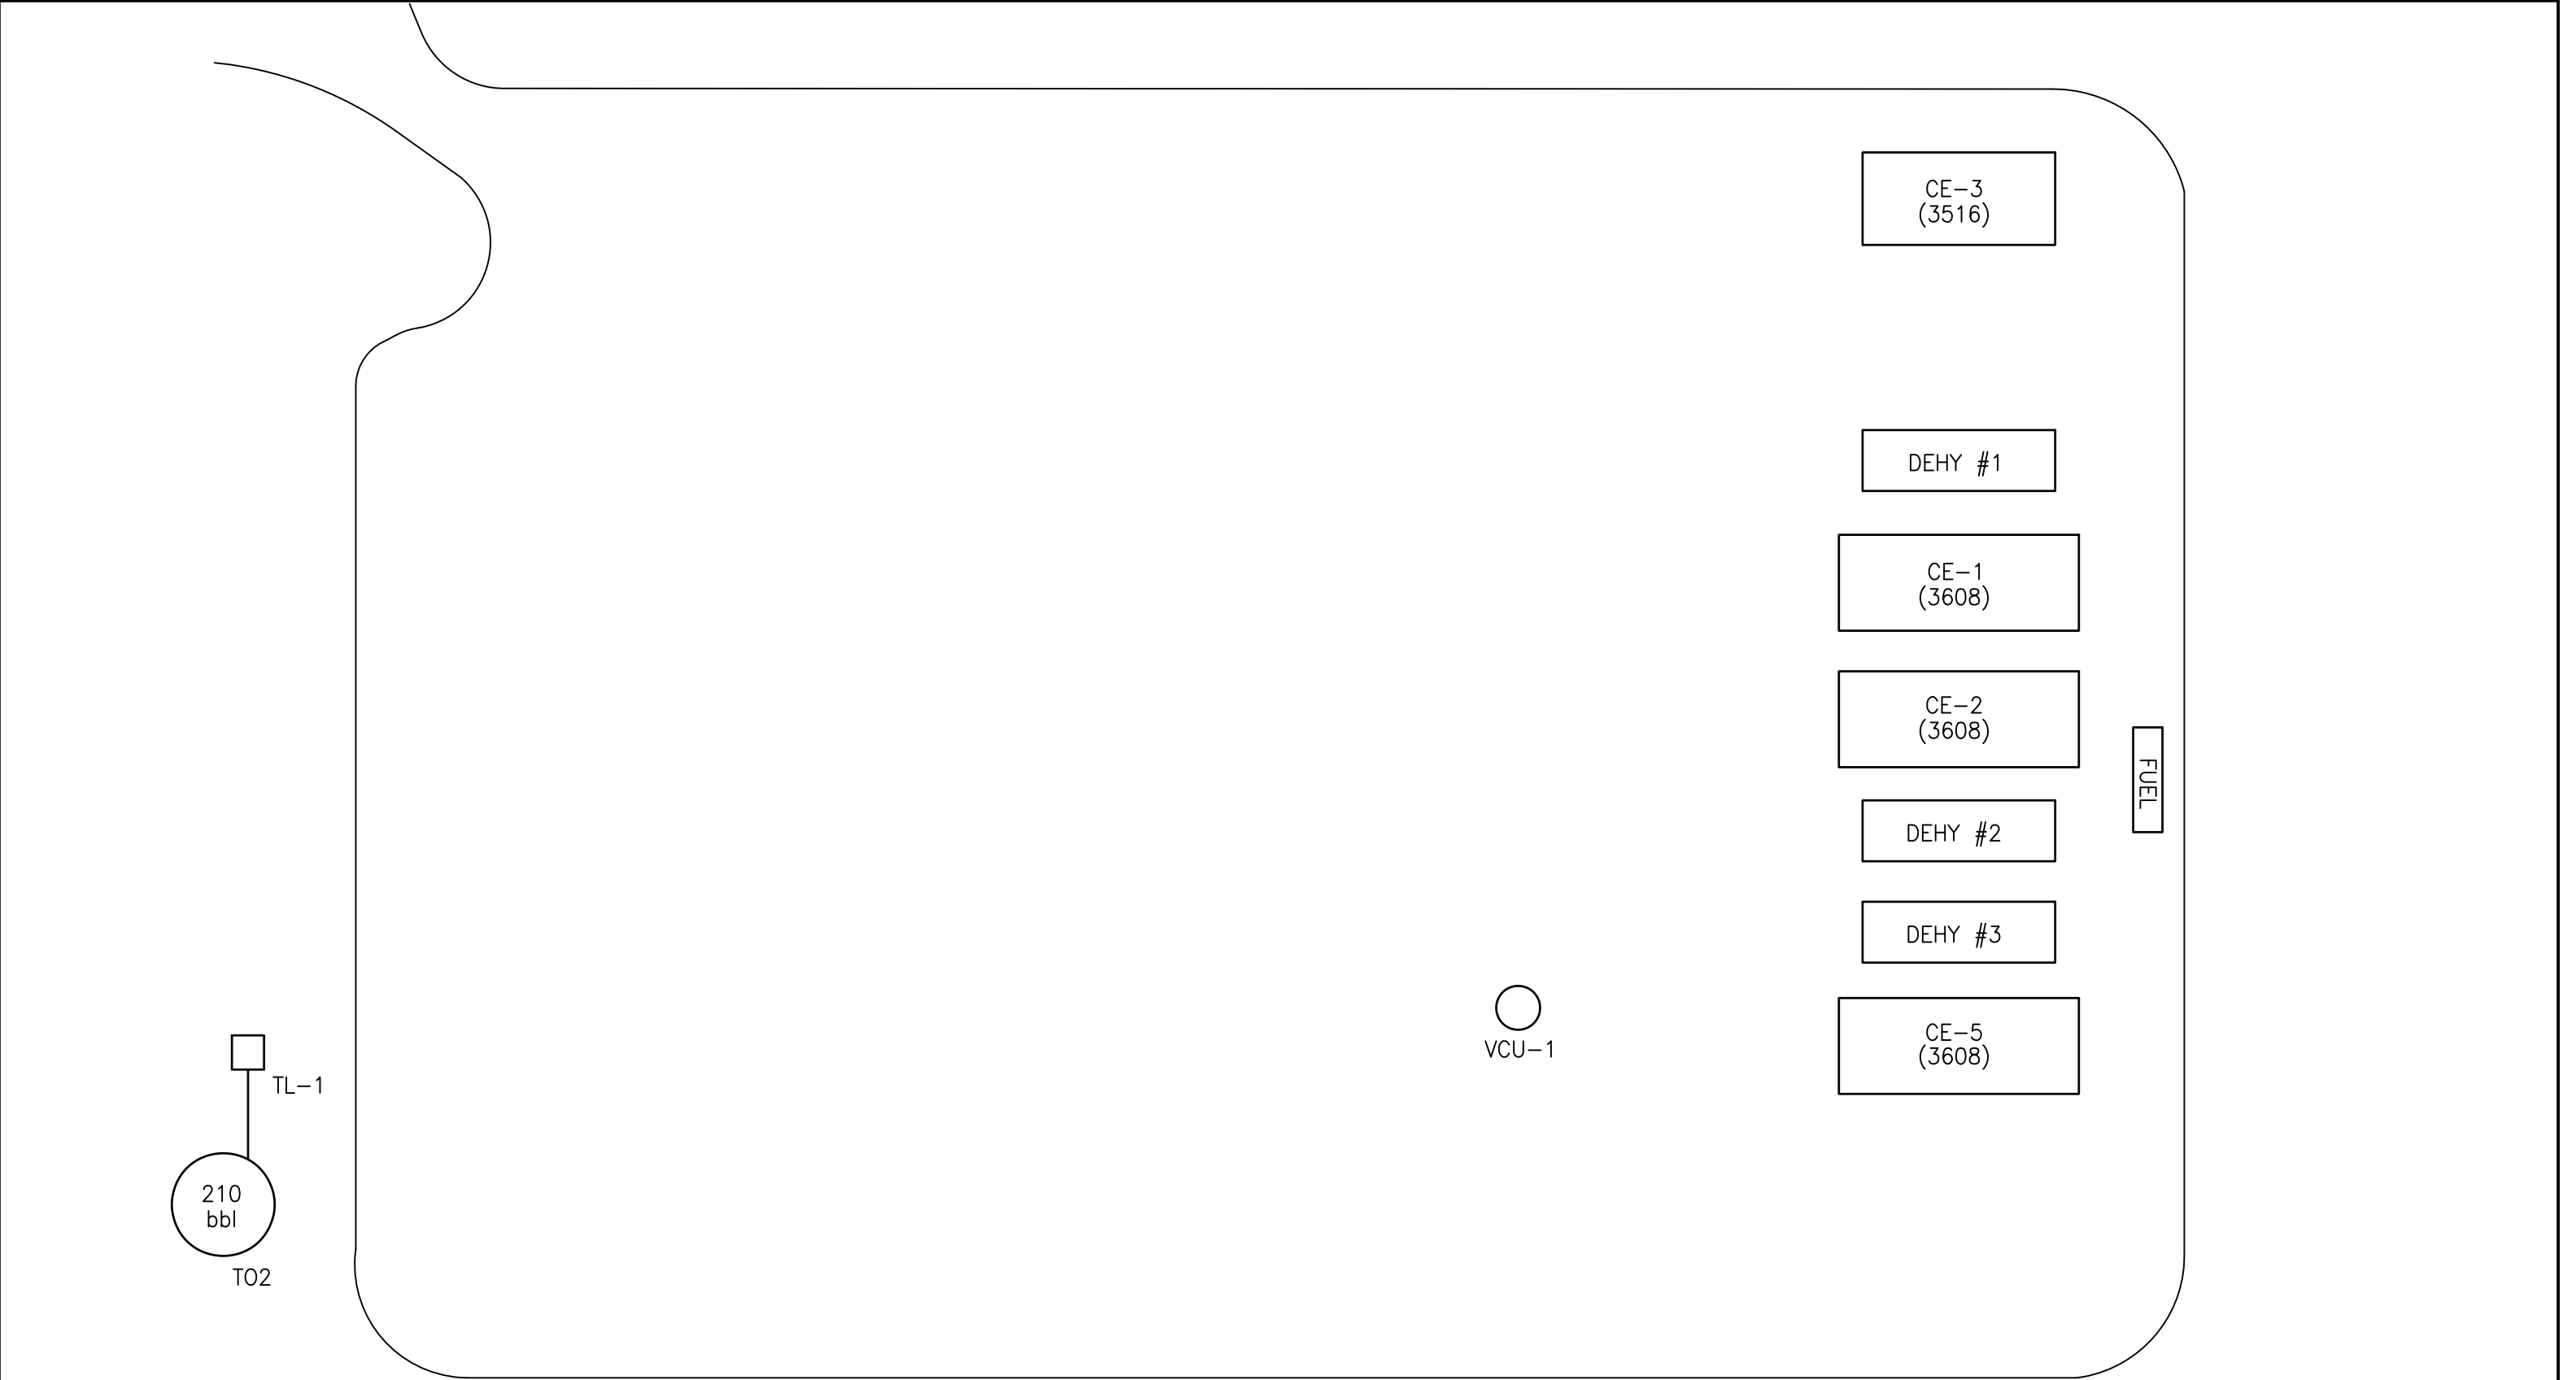 CE-3
(3516)
DEHY #1
CE-1
(3608)
CE-2
(3608)
FUEL
DEHY #2
DEHY #3
VCU-1
CE-5
(3608)
TL-1
210
bbl
TO2